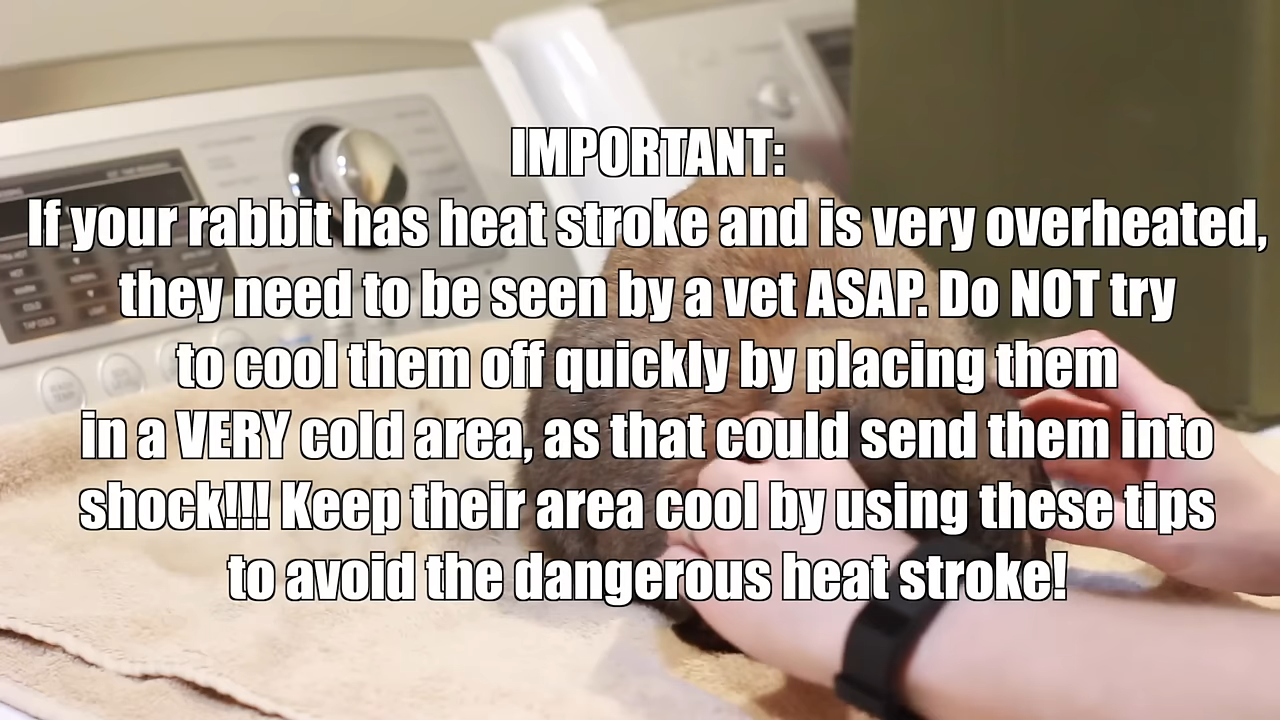 IMPORTANT:
If your rabbit has heat stroke and is very overheated,
they need to be seen by a vet ASAP. Do NOT try
to cool them off quickly by placing them
in a VERY cold area, as that could send them into
shock!!! Keep their area cool by using these tips
to avoid the dangerous heat stroke!